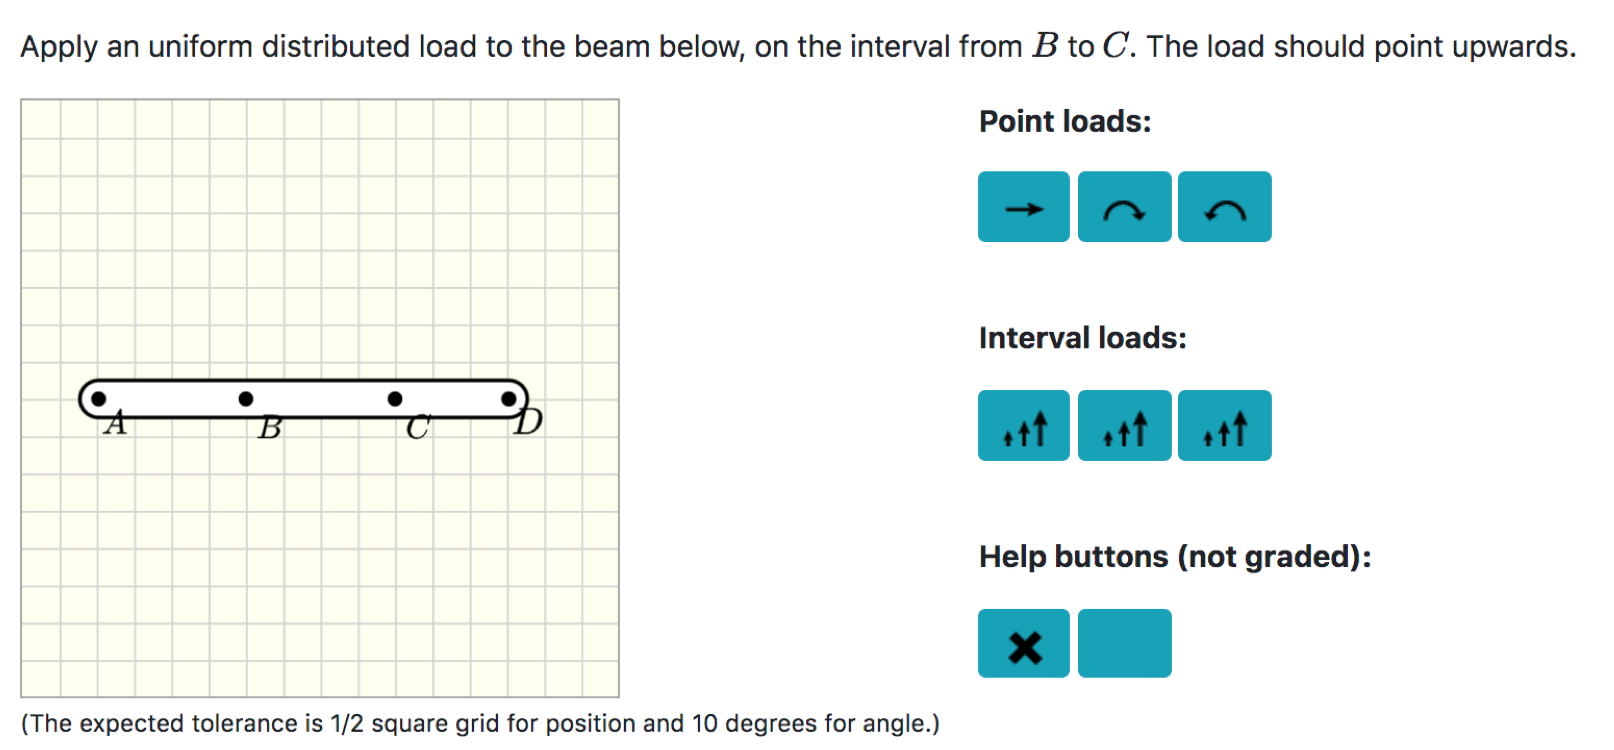 Apply an uniform distributed load to the beam below, on the interval from B to C. The load should point upwards.
Point loads:
Interval loads:
A B C D
Help buttons (not graded):
(The expected tolerance is 1/2 square grid for position and 10 degrees for angle.)